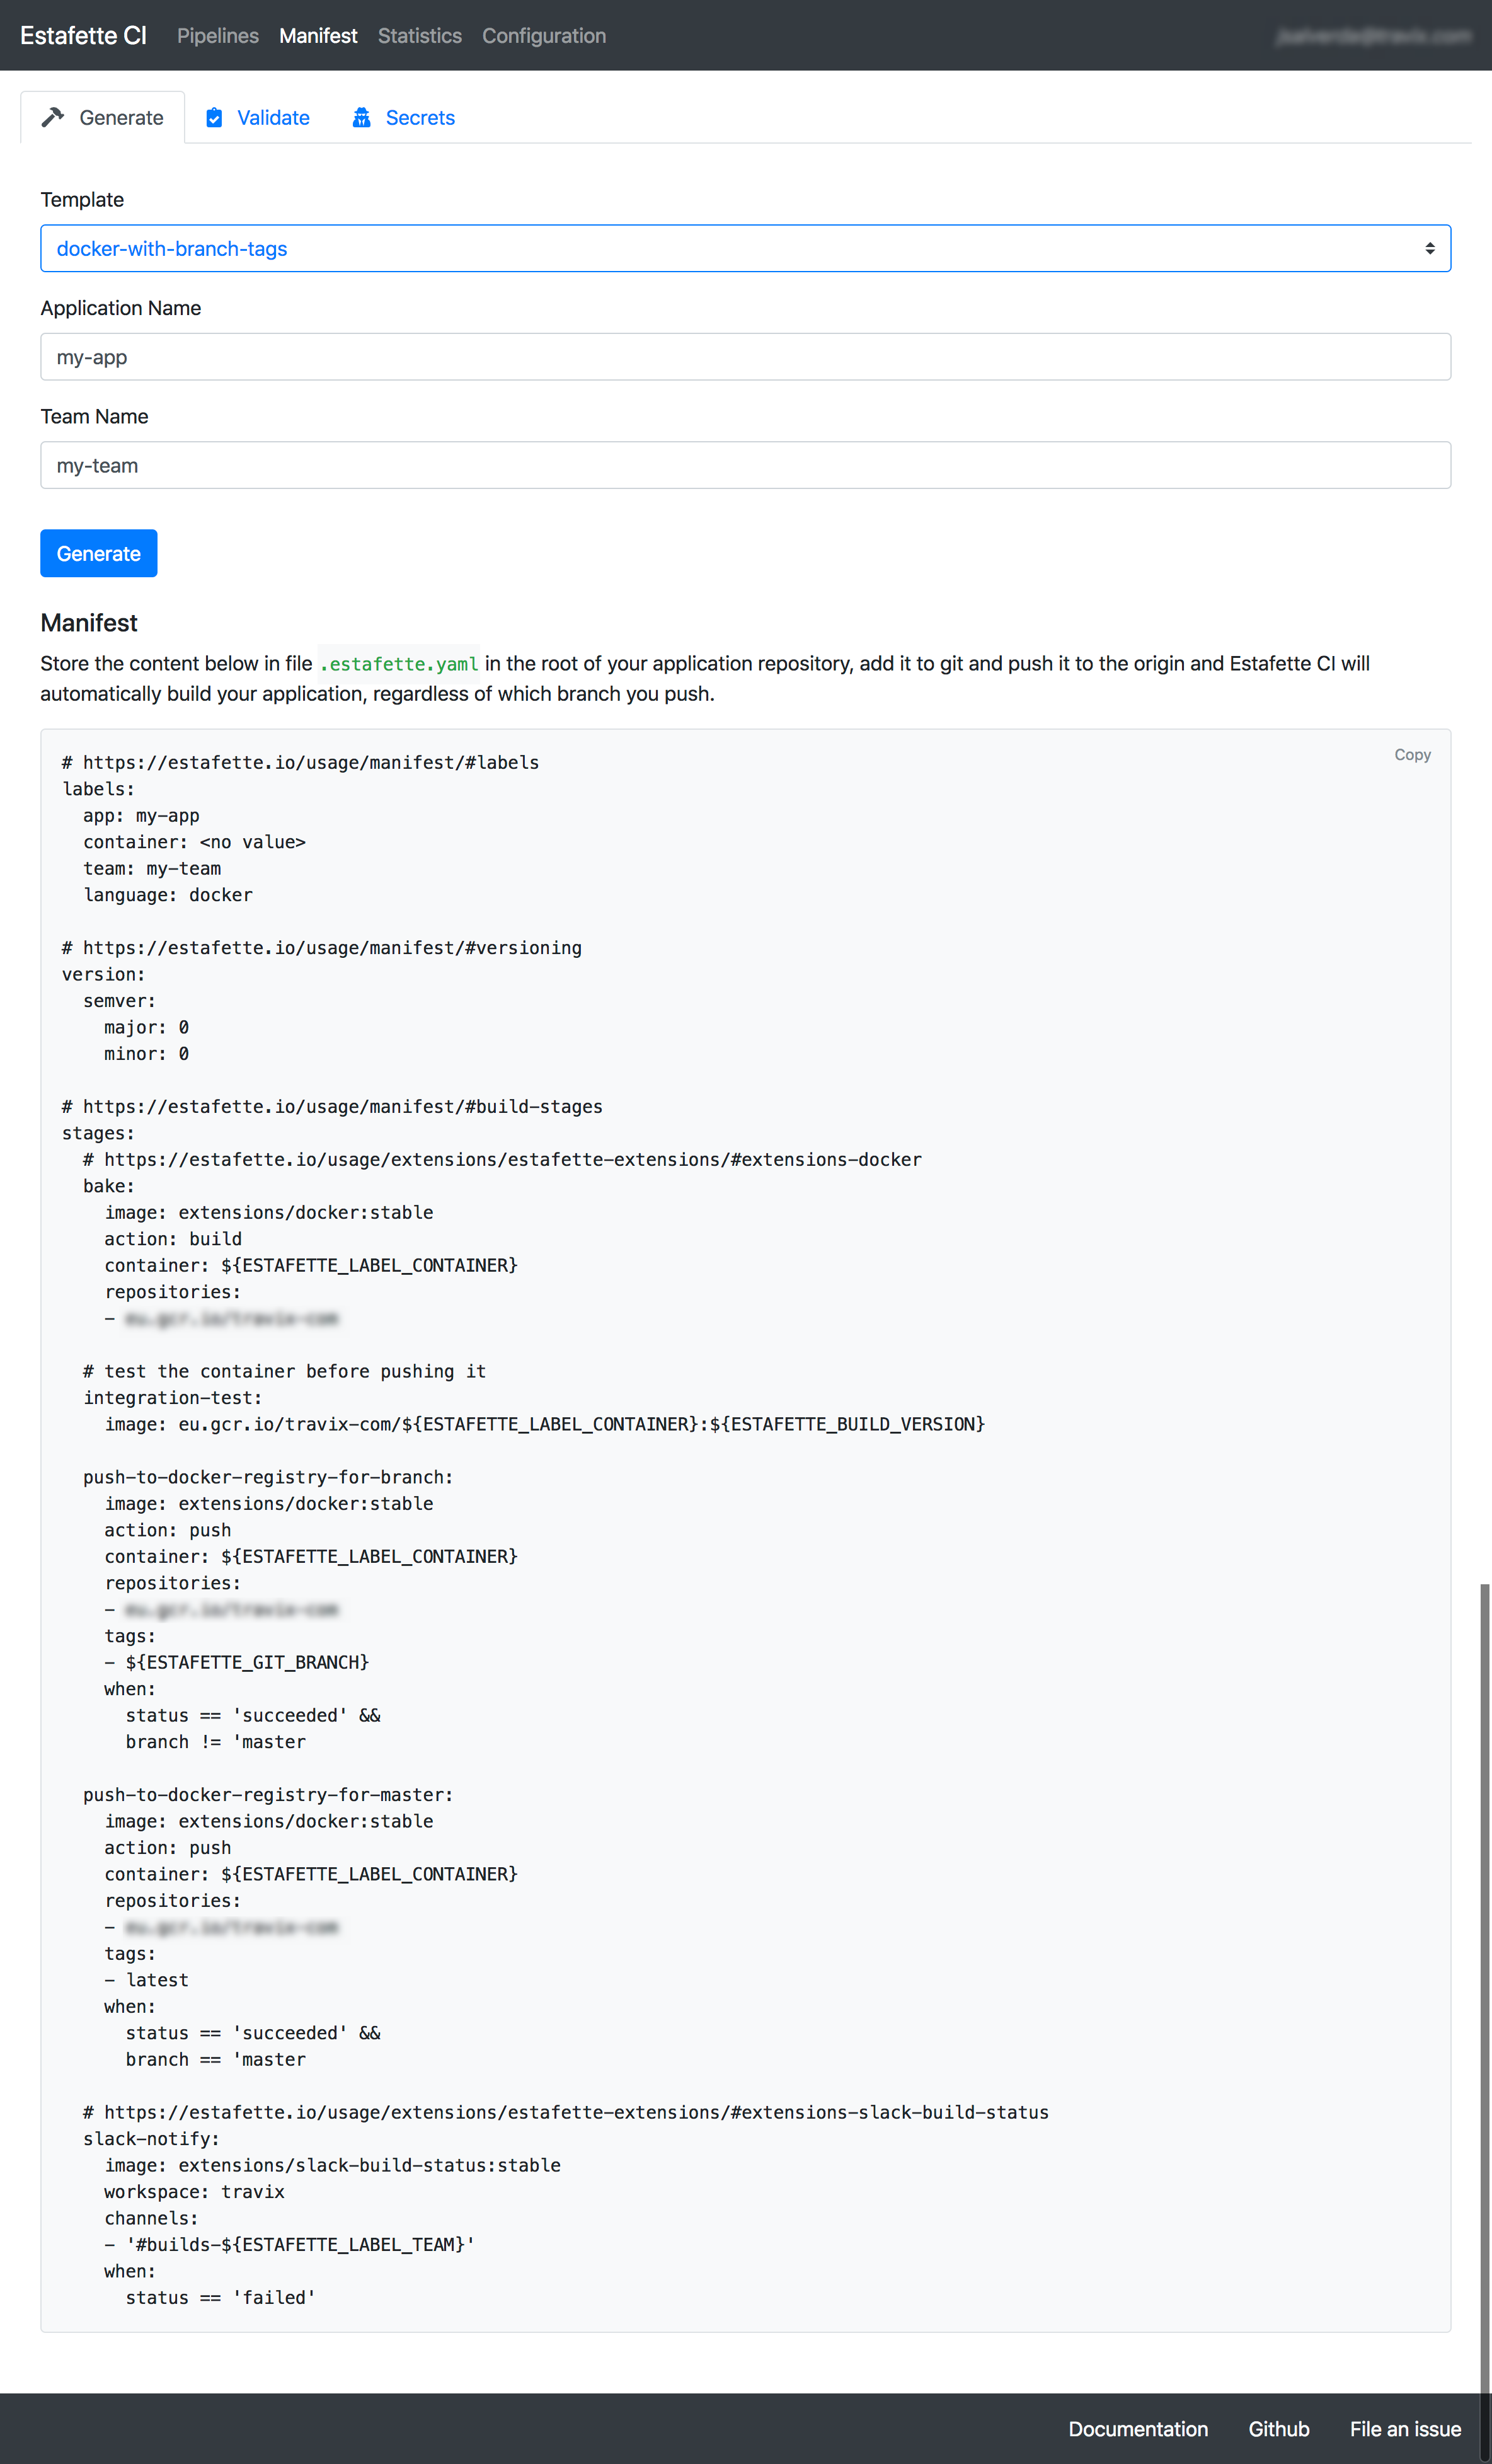 Estafette CI Pipelines Manifest Statistics Configuration
Generate Validate Secrets
Template
docker-with-branch-tags
Application Name
my-app
Team Name
my-team
Generate
Manifest
Store the content below in file .estafette.yaml in the root of your application repository, add it to git and push it to the origin and Estafette CI will
automatically build your application, regardless of which branch you push.
Copy
# https://estafette.io/usage/manifest/#labels
labels:
  app: my-app
  container: <no value>
  team: my-team
  language: docker

# https://estafette.io/usage/manifest/#versioning
version:
  semver:
    major: 0
    minor: 0

# https://estafette.io/usage/manifest/#build-stages
stages:
  # https://estafette.io/usage/extensions/estafette-extensions/#extensions-docker
  bake:
    image: extensions/docker:stable
    action: build
    container: ${ESTAFETTE_LABEL_CONTAINER}
    repositories:
    -

  # test the container before pushing it
  integration-test:
    image: eu.gcr.io/travix-com/${ESTAFETTE_LABEL_CONTAINER}:${ESTAFETTE_BUILD_VERSION}

  push-to-docker-registry-for-branch:
    image: extensions/docker:stable
    action: push
    container: ${ESTAFETTE_LABEL_CONTAINER}
    repositories:
    -
    tags:
    - ${ESTAFETTE_GIT_BRANCH}
    when:
      status == 'succeeded' &&
      branch != 'master

  push-to-docker-registry-for-master:
    image: extensions/docker:stable
    action: push
    container: ${ESTAFETTE_LABEL_CONTAINER}
    repositories:
    -
    tags:
    - latest
    when:
      status == 'succeeded' &&
      branch == 'master

  # https://estafette.io/usage/extensions/estafette-extensions/#extensions-slack-build-status
  slack-notify:
    image: extensions/slack-build-status:stable
    workspace: travix
    channels:
    - '#builds-${ESTAFETTE_LABEL_TEAM}'
    when:
      status == 'failed'
Documentation Github File an issue